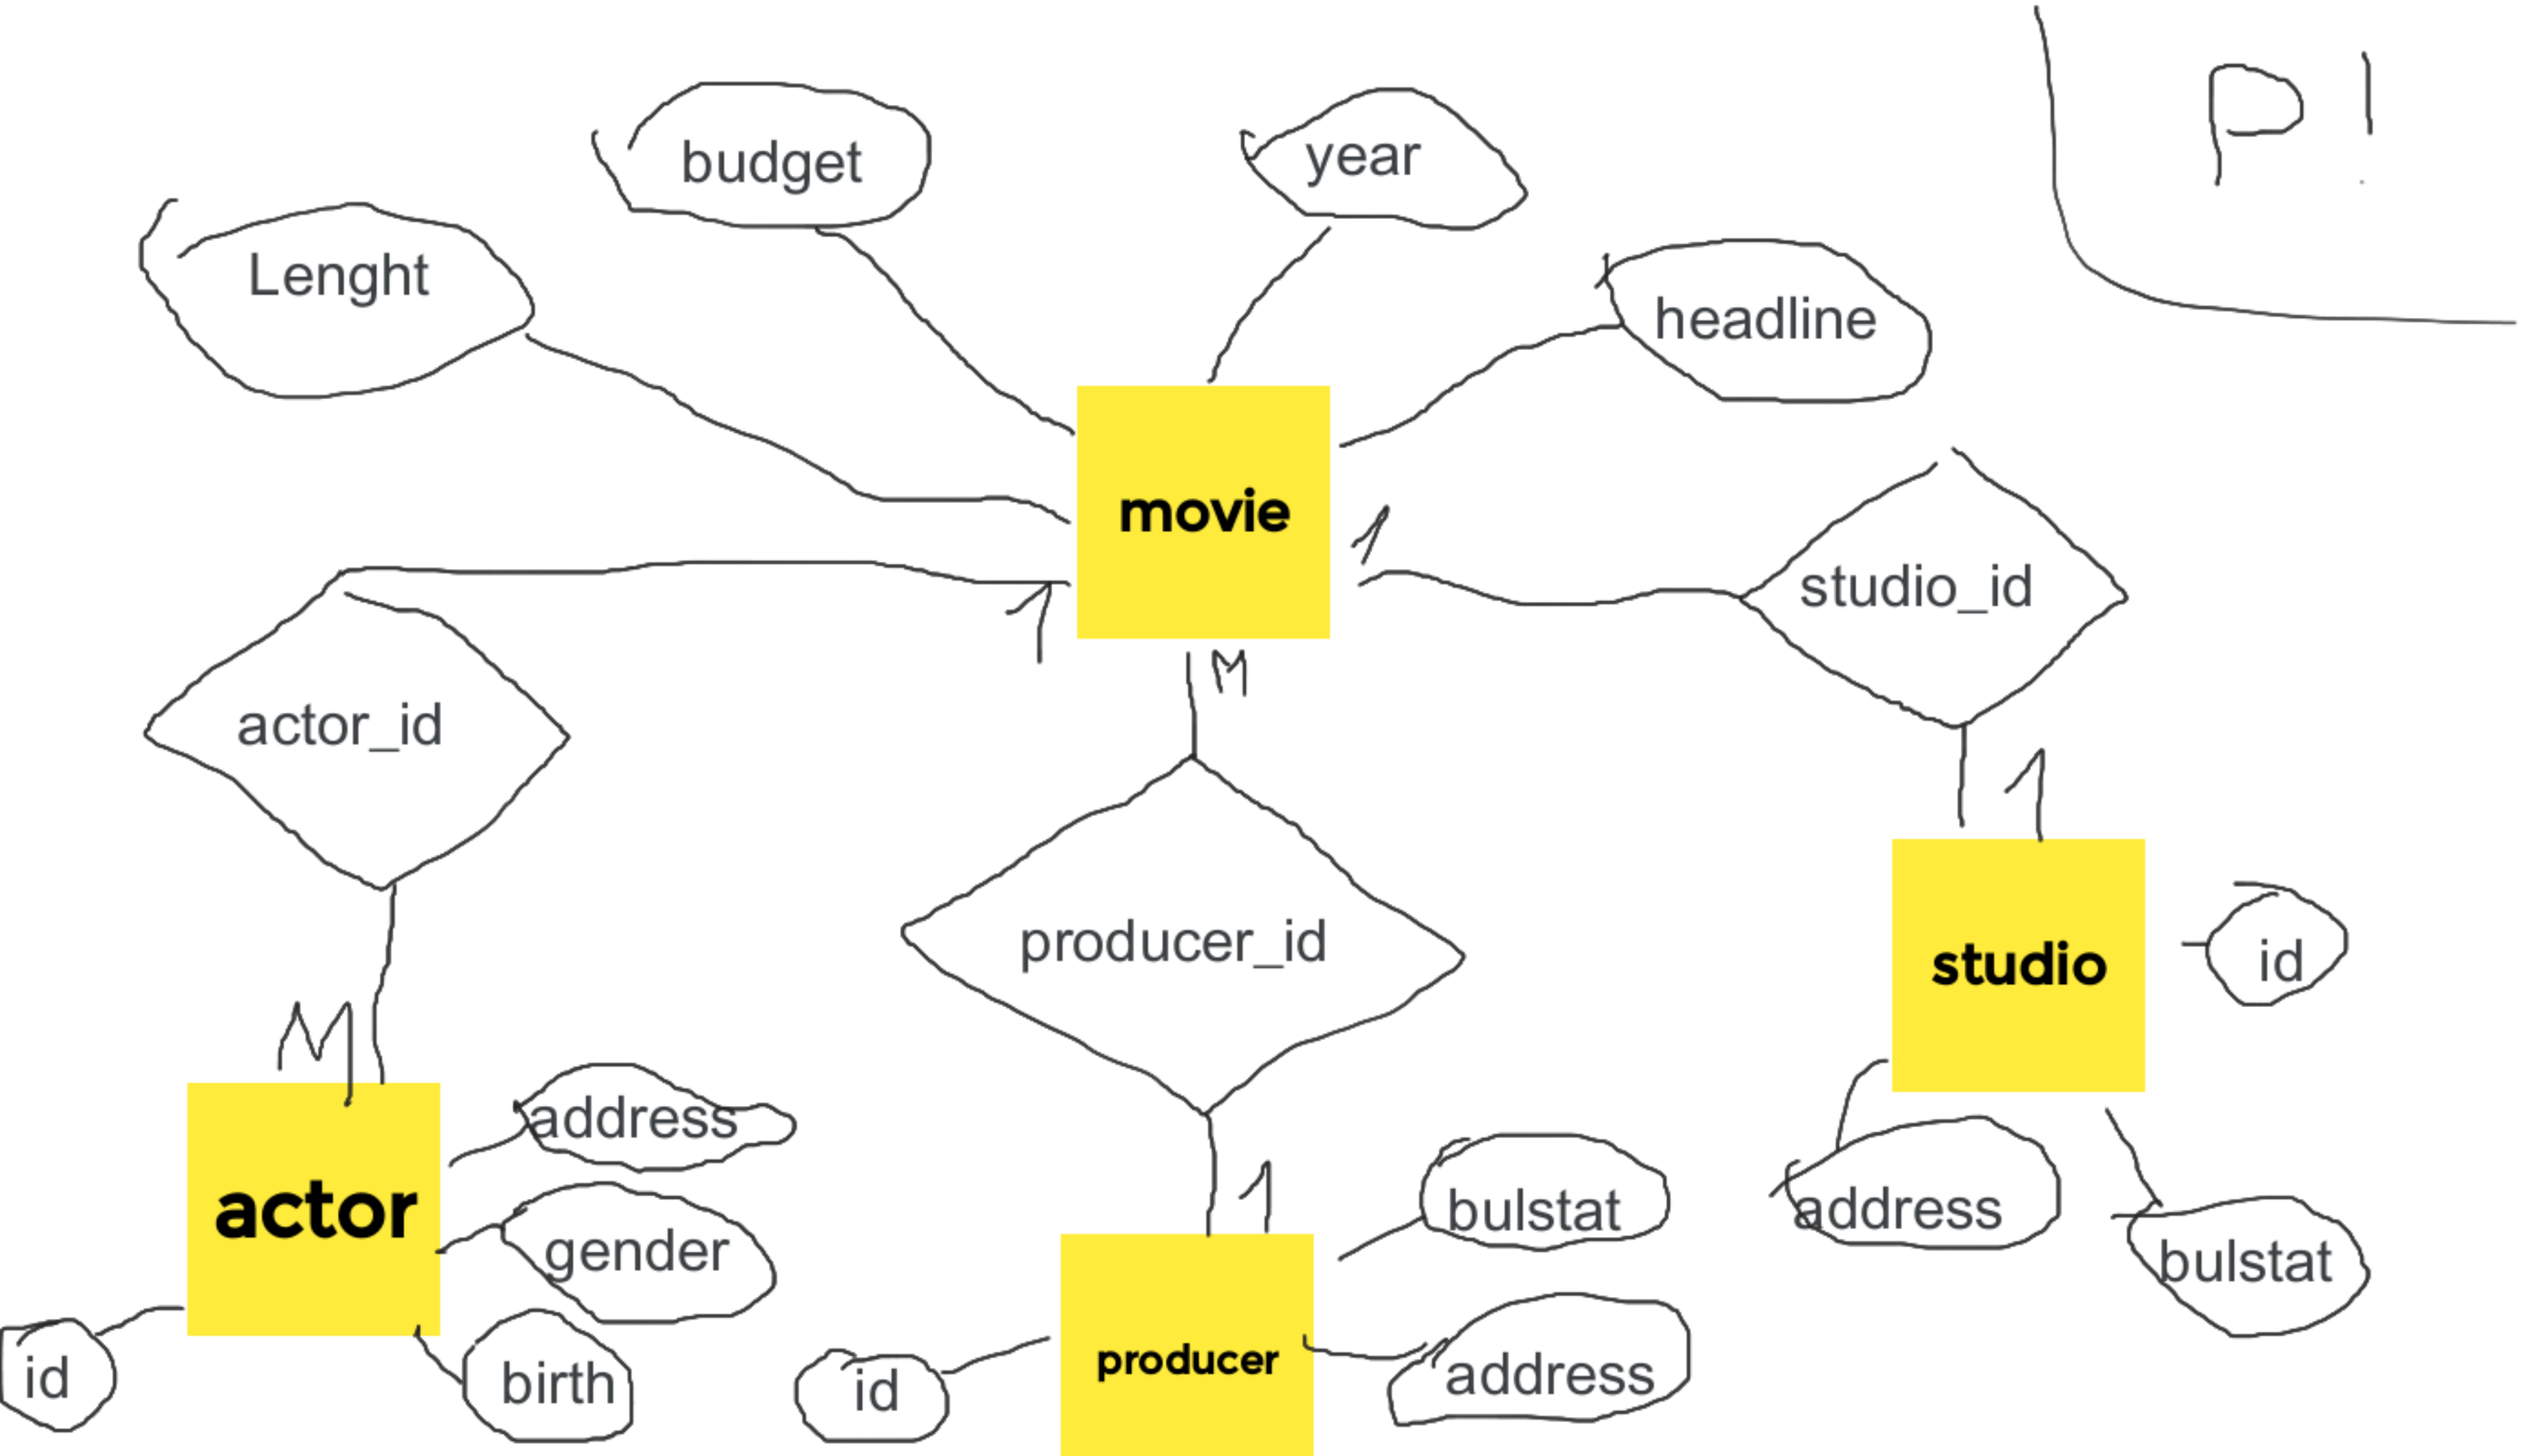 P!
budget
year
Lenght
headline
movie
1
studio_id
1
M
actor_id
1
producer_id
studio
id
M
address
actor
gender
1
bulstat
address
bulstat
id
birth
id
producer
address